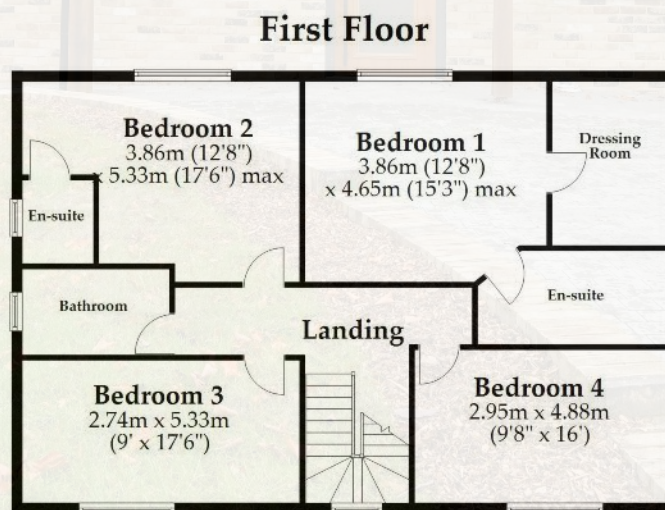 First Floor
Bedroom 2
3.86m (12'8")
x 5.33m (17'6") max
Bedroom 1
3.86m (12'8")
x 4.65m (15'3") max
Dressing
Room
En-suite
Bathroom
En-suite
Landing
Bedroom 3
2.74m x 5.33m
(9' x 17'6")
Bedroom 4
2.95m x 4.88m
(9'8" x 16')